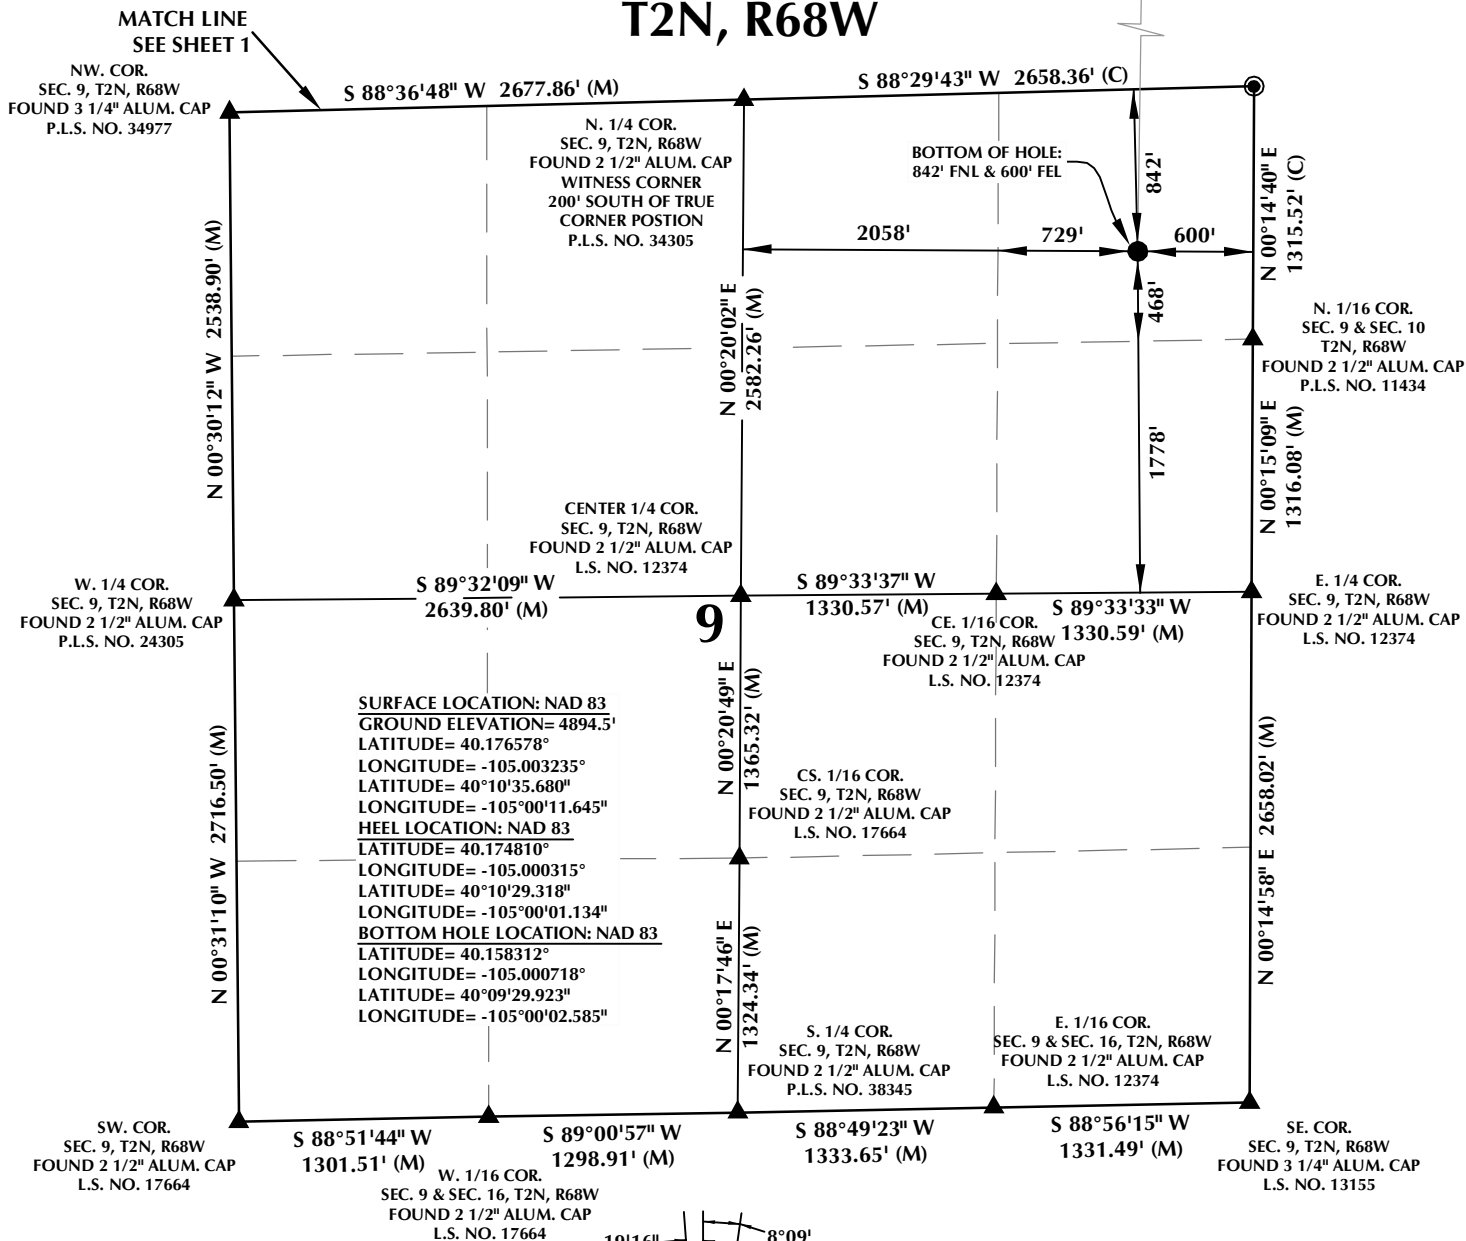 T2N, R68W
MATCH LINE
SEE SHEET 1
NW. COR.
SEC. 9, T2N, R68W
FOUND 3 1/4" ALUM. CAP
P.L.S. NO. 34977
S 88°36'48" W 2677.86' (M)
S 88°29'43" W 2658.36' (C)
N. 1/4 COR.
SEC. 9, T2N, R68W
FOUND 2 1/2" ALUM. CAP
WITNESS CORNER
200' SOUTH OF TRUE
CORNER POSTION
P.L.S. NO. 34305
BOTTOM OF HOLE:
842' FNL & 600' FEL
842'
N 00°14'40" E
1315.52' (C)
2058'
729'
600'
468'
N 00°30'12" W 2538.90' (M)
N 00°20'02" E
2582.26' (M)
N. 1/16 COR.
SEC. 9 & SEC. 10
T2N, R68W
FOUND 2 1/2" ALUM. CAP
P.L.S. NO. 11434
1778'
N 00°15'09" E
1316.08' (M)
CENTER 1/4 COR.
SEC. 9, T2N, R68W
FOUND 2 1/2" ALUM. CAP
L.S. NO. 12374
W. 1/4 COR.
SEC. 9, T2N, R68W
FOUND 2 1/2" ALUM. CAP
P.L.S. NO. 24305
S 89°32'09" W
2639.80' (M)
9
S 89°33'37" W
1330.57' (M)
CE. 1/16 COR.
SEC. 9, T2N, R68W
FOUND 2 1/2" ALUM. CAP
L.S. NO. 12374
S 89°33'33" W
1330.59' (M)
E. 1/4 COR.
SEC. 9, T2N, R68W
FOUND 2 1/2" ALUM. CAP
L.S. NO. 12374
SURFACE LOCATION: NAD 83
GROUND ELEVATION= 4894.5'
LATITUDE= 40.176578°
LONGITUDE= -105.003235°
LATITUDE= 40°10'35.680"
LONGITUDE= -105°00'11.645"
HEEL LOCATION: NAD 83
LATITUDE= 40.174810°
LONGITUDE= -105.000315°
LATITUDE= 40°10'29.318"
LONGITUDE= -105°00'01.134"
BOTTOM HOLE LOCATION: NAD 83
LATITUDE= 40.158312°
LONGITUDE= -105.000718°
LATITUDE= 40°09'29.923"
LONGITUDE= -105°00'02.585"
N 00°31'10" W 2716.50' (M)
N 00°20'49" E
1365.32' (M)
CS. 1/16 COR.
SEC. 9, T2N, R68W
FOUND 2 1/2" ALUM. CAP
L.S. NO. 17664
N 00°14'58" E 2658.02' (M)
N 00°17'46" E
1324.34' (M)
S. 1/4 COR.
SEC. 9, T2N, R68W
FOUND 2 1/2" ALUM. CAP
P.L.S. NO. 38345
E. 1/16 COR.
SEC. 9 & SEC. 16, T2N, R68W
FOUND 2 1/2" ALUM. CAP
L.S. NO. 12374
SW. COR.
SEC. 9, T2N, R68W
FOUND 2 1/2" ALUM. CAP
L.S. NO. 17664
S 88°51'44" W
1301.51' (M)
S 89°00'57" W
1298.91' (M)
W. 1/16 COR.
SEC. 9 & SEC. 16, T2N, R68W
FOUND 2 1/2" ALUM. CAP
L.S. NO. 17664
S 88°49'23" W
1333.65' (M)
S 88°56'15" W
1331.49' (M)
SE. COR.
SEC. 9, T2N, R68W
FOUND 3 1/4" ALUM. CAP
L.S. NO. 13155
8°09'